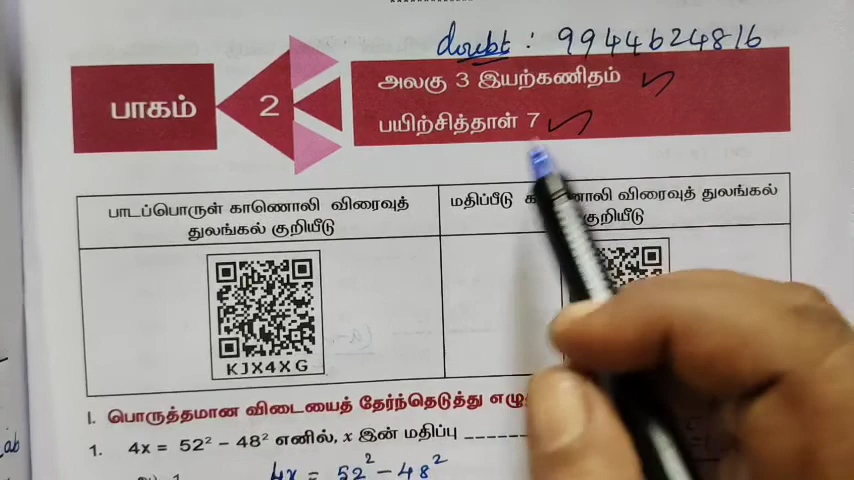 doubt : 9944624816
பாகம் 2
அலகு 3 இயற்கணிதம்
பயிற்சித்தாள் 7
பாடப்பொருள் காணொலி விரைவுத் துலங்கல் குறியீடு
மதிப்பீடு துலங்கல் குறியீடு
KJX4XG
I. பொருத்தமான விடையைத் தேர்ந்தெடுத்து
1. 4x = 52² – 48² எனில், x இன் மதிப்பு
4x = 52² – 48²
ab